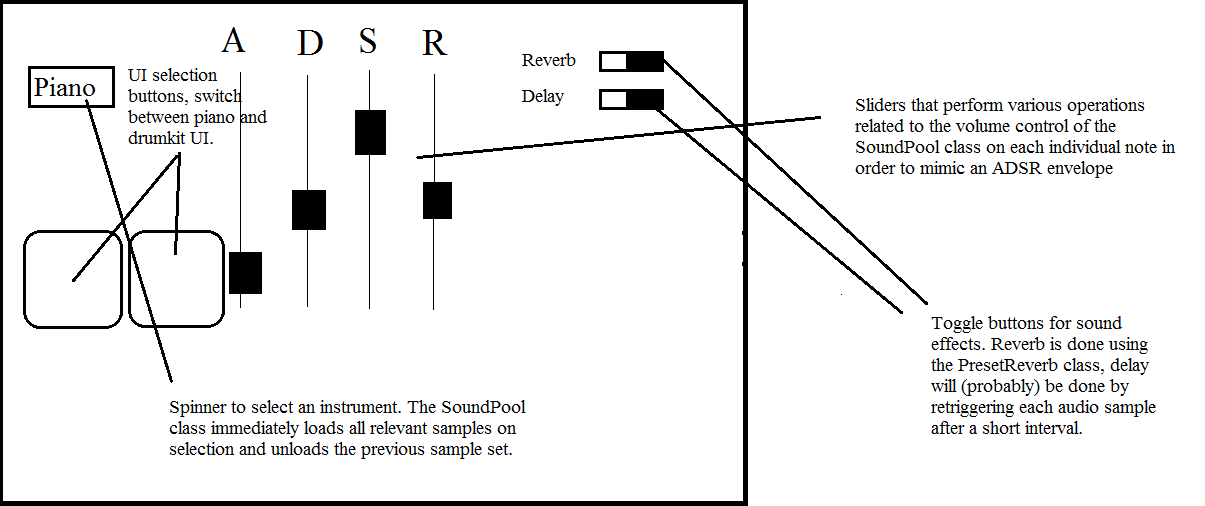 A D S R
Piano
UI selection
buttons, switch
between piano and
drumkit UI.
Reverb
Delay
Sliders that perform various operations
related to the volume control of the
SoundPool class on each individual note in
order to mimic an ADSR envelope
Toggle buttons for sound
effects. Reverb is done using
the PresetReverb class, delay
will (probably) be done by
retriggering each audio sample
after a short interval.
Spinner to select an instrument. The SoundPool
class immediately loads all relevant samples on
selection and unloads the previous sample set.